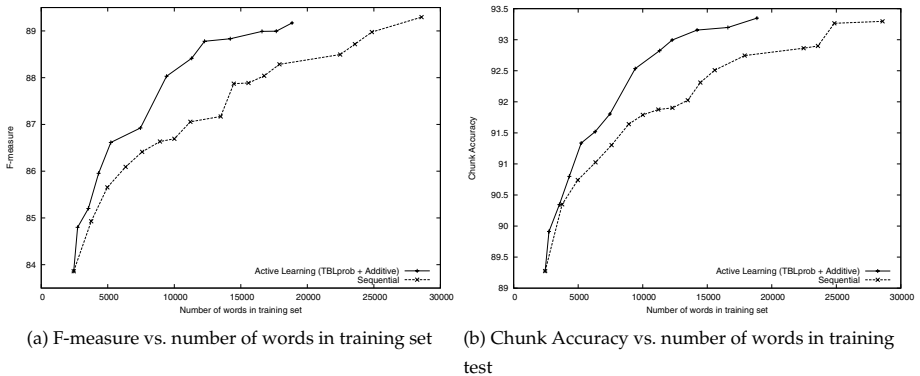 89
88
87
86
85
84
F-measure
0 5000 10000 15000 20000 25000 30000
Number of words in training set
Active Learning (TBLprob + Additive)
Sequential
93.5
93
92.5
92
91.5
91
90.5
90
89.5
89
Chunk Accuracy
0 5000 10000 15000 20000 25000 30000
Number of words in training set
Active Learning (TBLprob + Additive)
Sequential
(a) F-measure vs. number of words in training set
(b) Chunk Accuracy vs. number of words in training
test